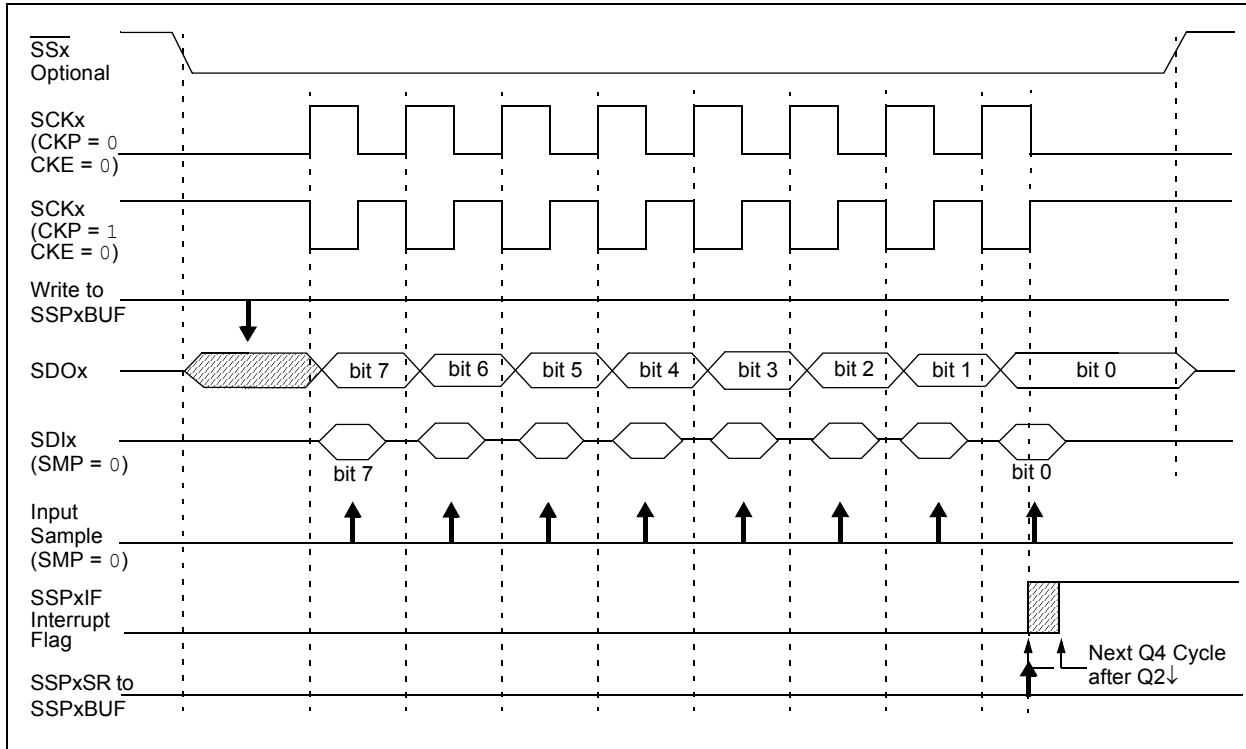 SSx
Optional
SCKx
(CKP = 0
CKE = 0)
SCKx
(CKP = 1
CKE = 0)
Write to
SSPxBUF
SDOx
bit 7
bit 6
bit 5
bit 4
bit 3
bit 2
bit 1
bit 0
SDIx
(SMP = 0)
bit 7
bit 0
Input
Sample
(SMP = 0)
SSPxIF
Interrupt
Flag
Next Q4 Cycle
after Q2↓
SSPxSR to
SSPxBUF